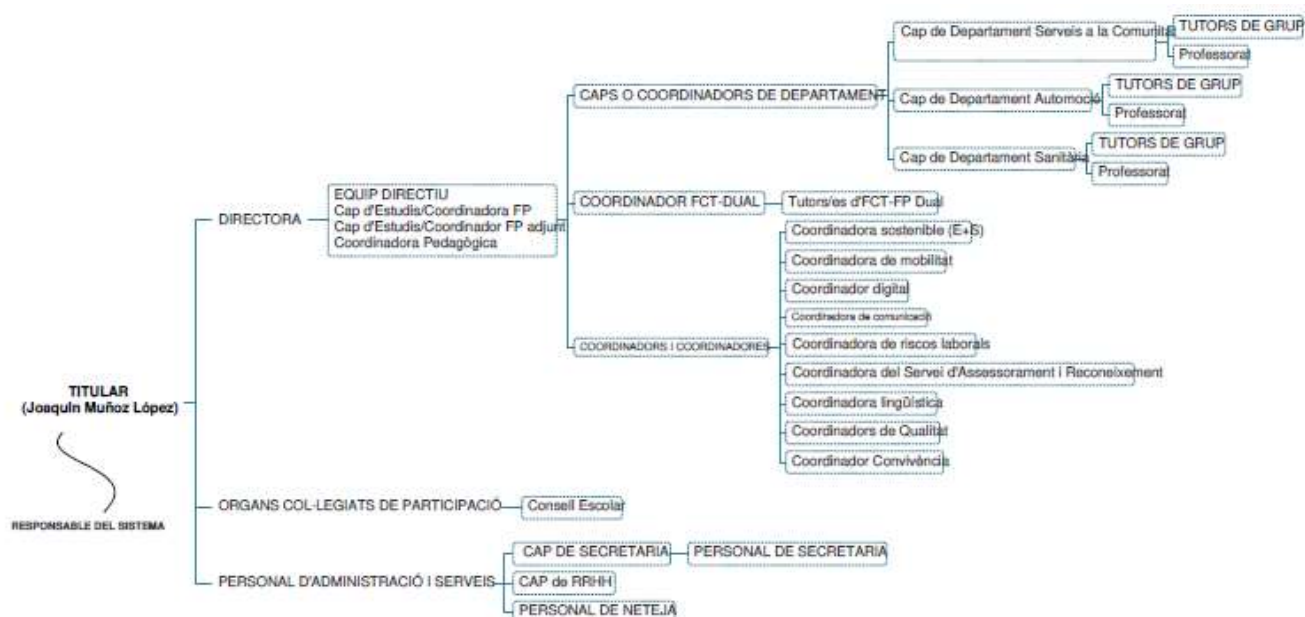 TITULAR
(Joaquin Muñoz López)
RESPONSABLE DEL SISTEMA
DIRECTORA
EQUIP DIRECTIU
Cap d'Estudis/Coordinadora FP
Cap d'Estudis/Coordinador FP adjunt
Coordinadora Pedagògica
CAPS O COORDINADORS DE DEPARTAMENT
Cap de Departament Serveis a la Comunitat
TUTORS DE GRUP
Professorat
Cap de Departament Automoció
TUTORS DE GRUP
Professorat
Cap de Departament Sanitària
TUTORS DE GRUP
Professorat
COORDINADOR FCT-DUAL
Tutors/es d'FCT-FP Dual
COORDINADORS I COORDINADORES
Coordinadora sostenible (E+S)
Coordinadora de mobilitat
Coordinador digital
Coordinadora de comunicació
Coordinadora de riscos laborals
Coordinadora del Servei d'Assessorament i Reconeixement
Coordinadora lingüística
Coordinadors de Qualitat
Coordinador Convivència
ORGANS COL·LEGIATS DE PARTICIPACIÓ
Consell Escolar
PERSONAL D'ADMINISTRACIÓ I SERVEIS
CAP DE SECRETARIA
PERSONAL DE SECRETARIA
CAP de RRHH
PERSONAL DE NETEJA